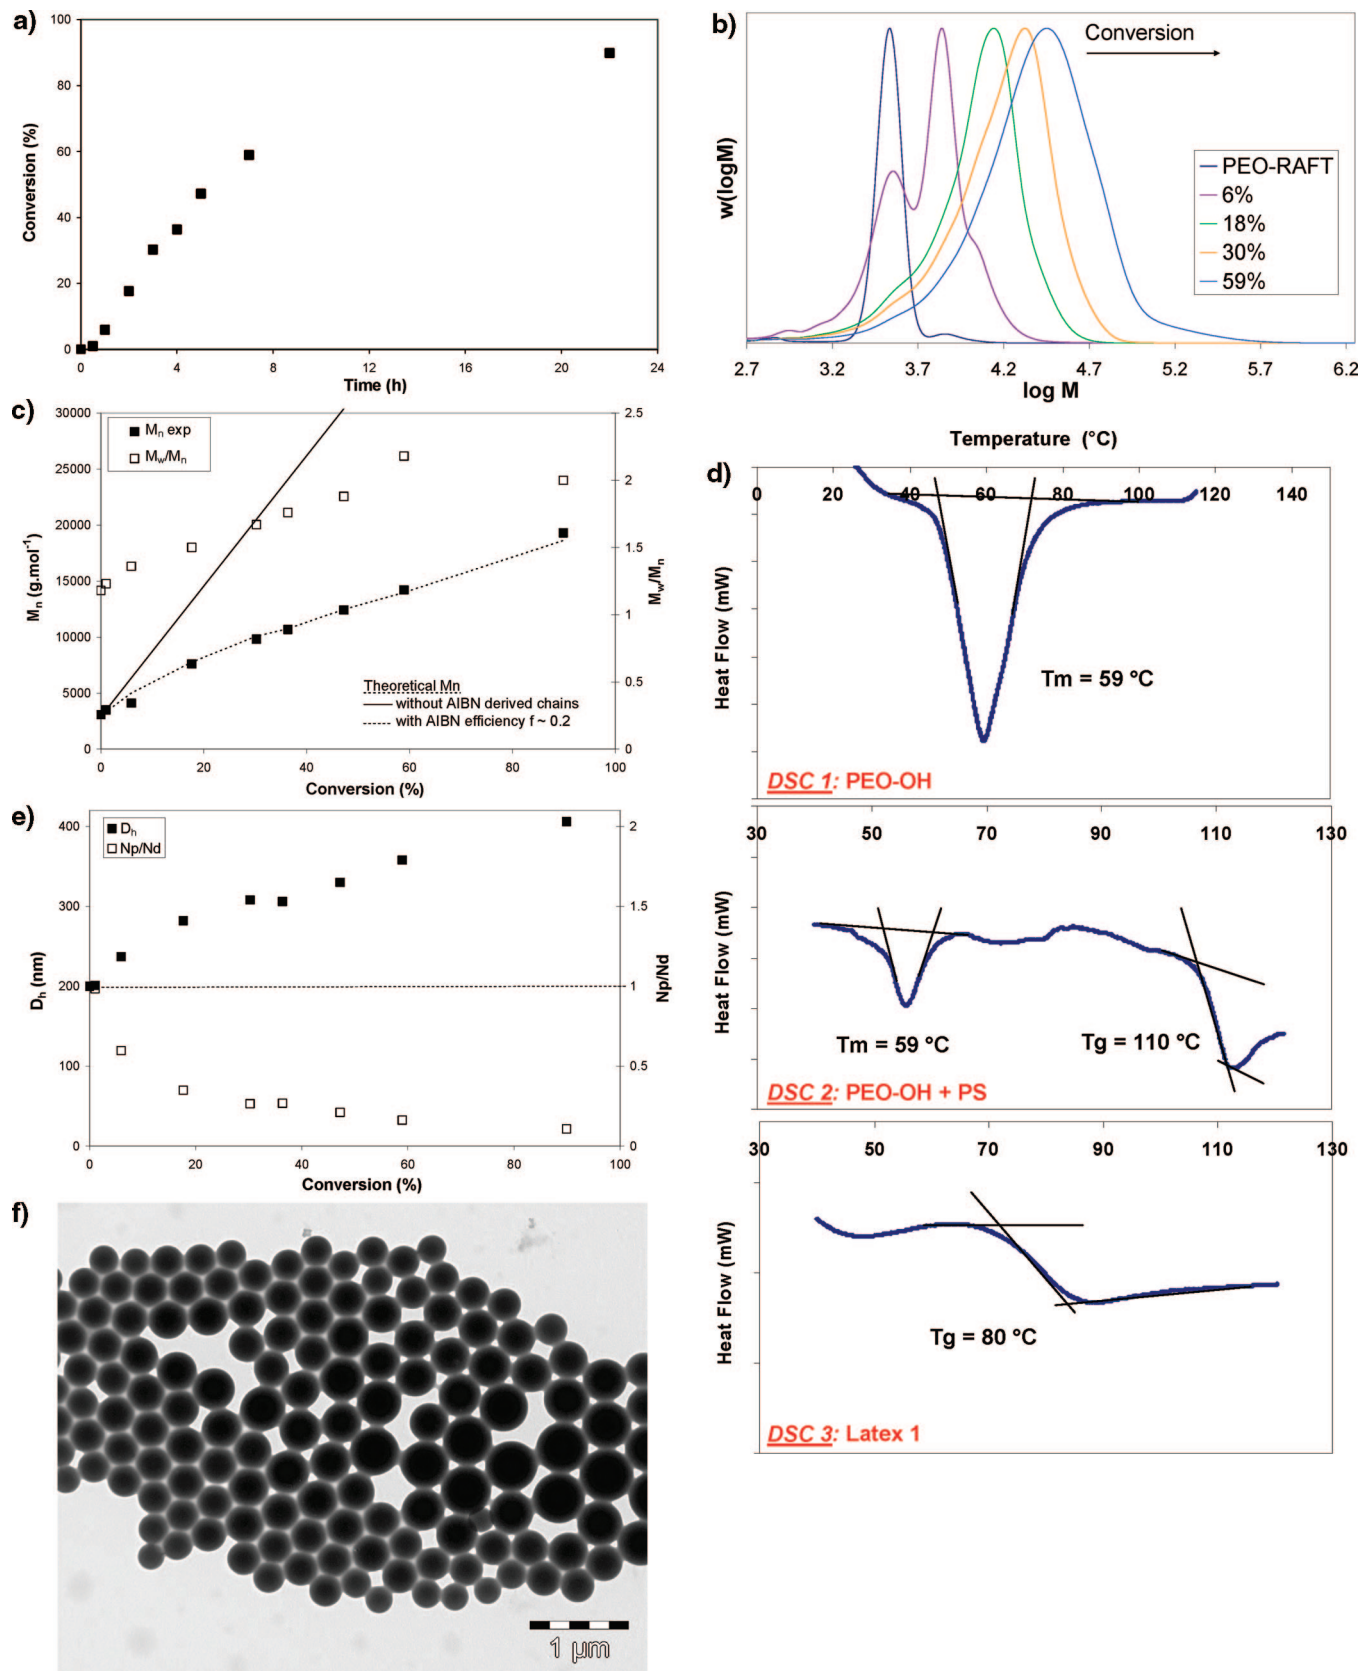 a)
100
80
60
40
20
0
Conversion (%)
0 4 8 12 16 20 24
Time (h)
b)
Conversion
w(logM)
PEO-RAFT
6%
18%
30%
59%
2.7 3.2 3.7 4.2 4.7 5.2 5.7 6.2
log M
c)
30000
25000
20000
15000
10000
5000
0
Mn (g.mol-1)
Mn exp
Mw/Mn
2.5
2
1.5
1
0.5
0
Mw/Mn
Theoretical Mn
without AIBN derived chains
with AIBN efficiency f ~ 0.2
0 20 40 60 80 100
Conversion (%)
d)
Temperature (°C)
0 20 40 60 80 100 120 140
Heat Flow (mW)
Tm = 59 °C
DSC 1: PEO-OH
30 50 70 90 110 130
Heat Flow (mW)
Tm = 59 °C
Tg = 110 °C
DSC 2: PEO-OH + PS
30 50 70 90 110 130
Heat Flow (mW)
Tg = 80 °C
DSC 3: Latex 1
e)
400
300
200
100
0
Dh (nm)
Dh
Np/Nd
2
1.5
1
0.5
0
Np/Nd
0 20 40 60 80 100
Conversion (%)
f)
1 µm